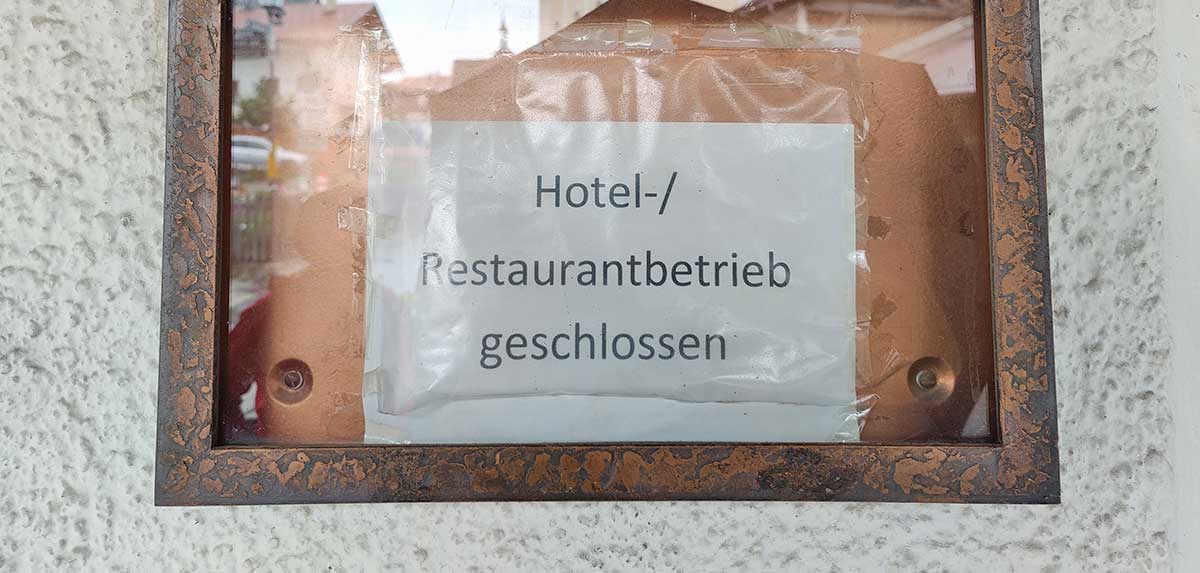 Hotel-/
Restaurantbetrieb
geschlossen